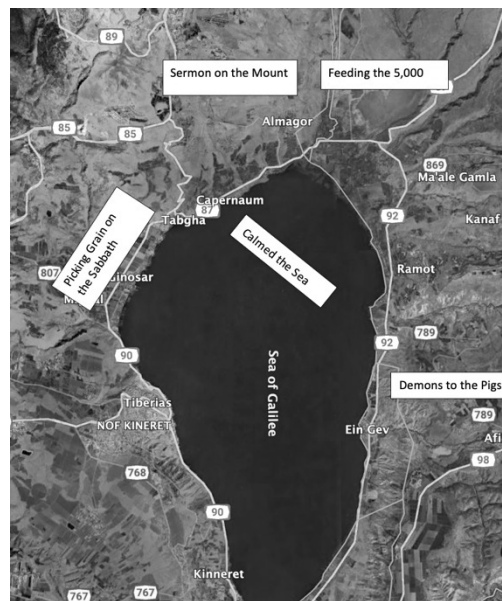 89
Sermon on the Mount
Feeding the 5,000
Almagor
85
85
869
Ma'ale Gamla
Capernaum
87
Tabgha
92
Kanaf
Picking Grain on
the Sabbath
Calmed the Sea
807
Ramot
789
90
92
Sea of Galilee
Demons to the Pigs
Tiberias
NOF KINERET
789
Ein Gev
Afi
98
768
90
Kinneret
767
767